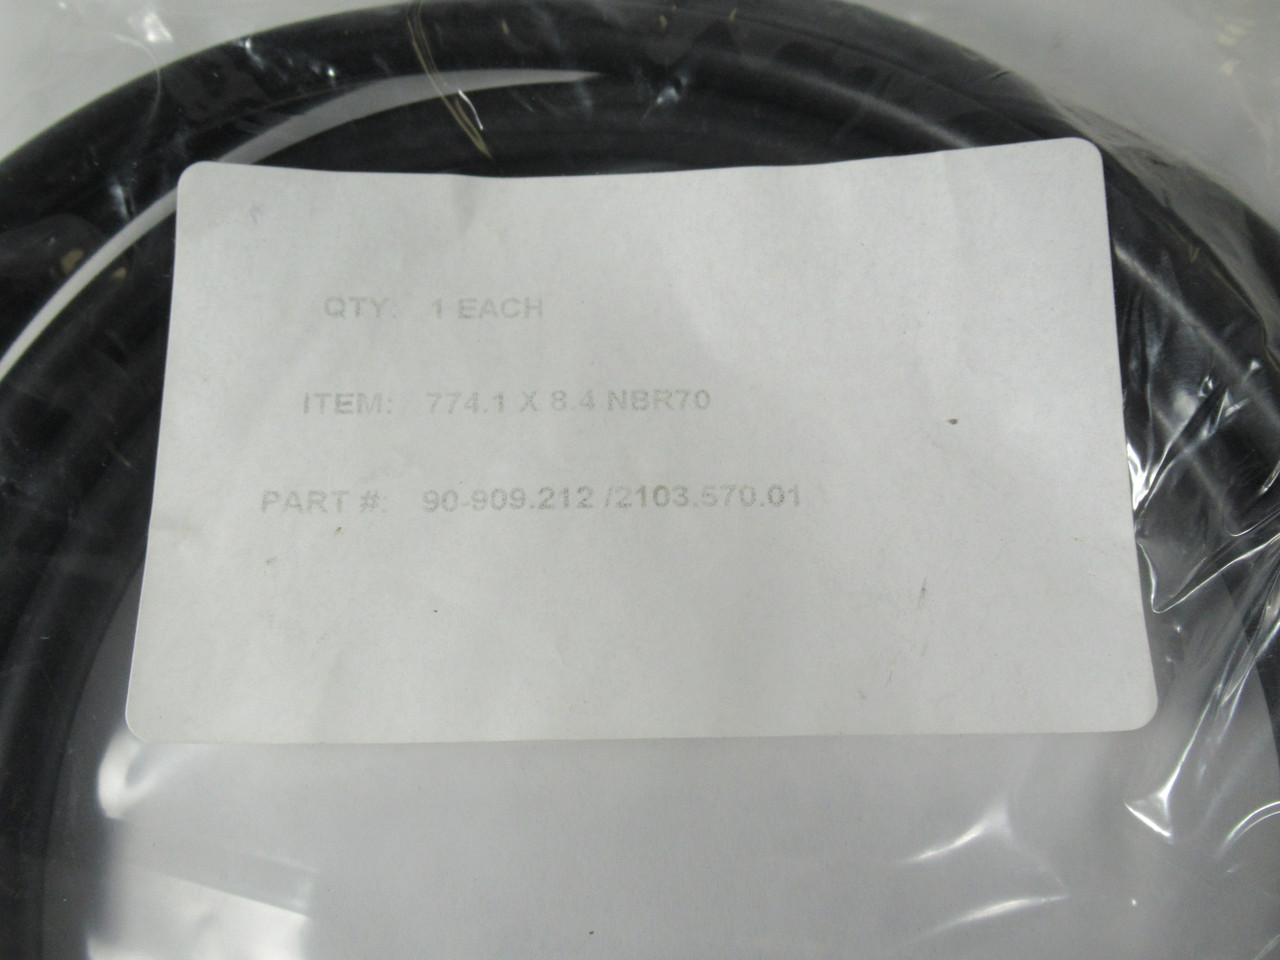 QTY: 1 EACH
ITEM: 774.1 X 8.4 NBR70
PART #: 90-909.212 /2103.570.01